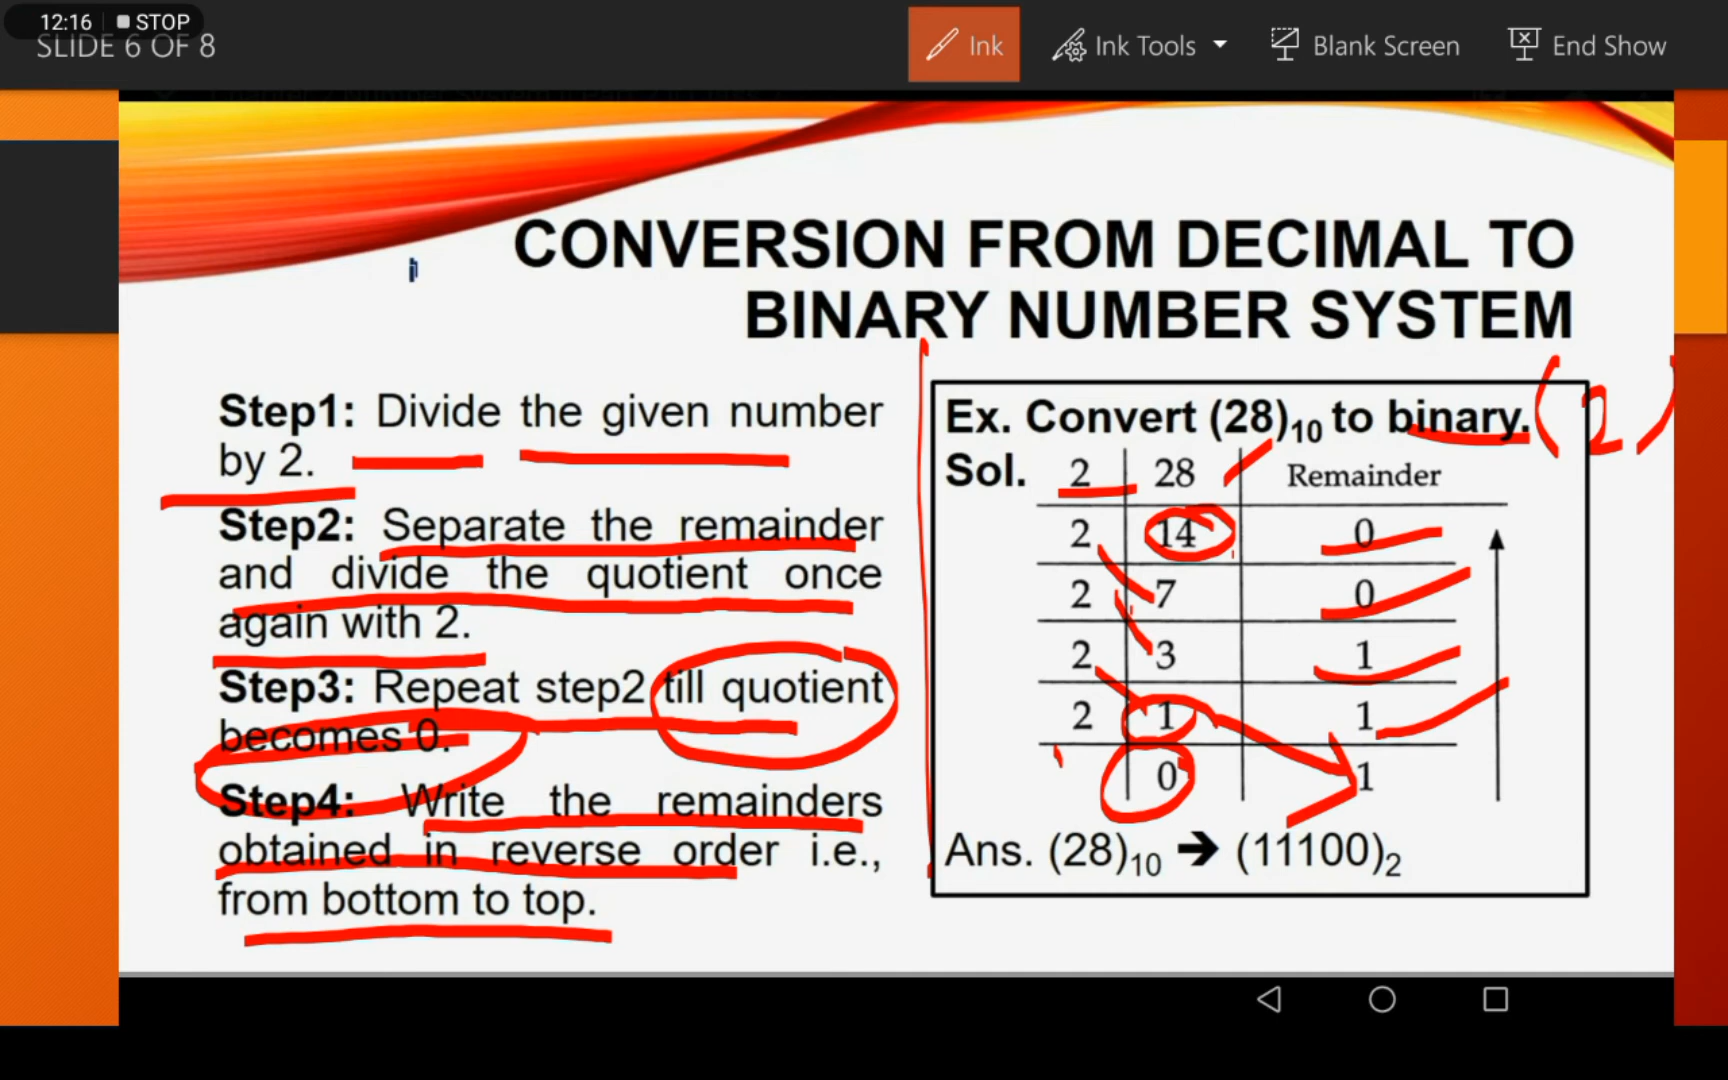 12:16 STOP
SLIDE 6 OF 8
Ink
Ink Tools
Blank Screen
End Show
CONVERSION FROM DECIMAL TO
BINARY NUMBER SYSTEM
Step1: Divide the given number
by 2.
Step2: Separate the remainder
and divide the quotient once
again with 2.
Step3: Repeat step2 till quotient
becomes 0.
Step4: Write the remainders
obtained in reverse order i.e.,
from bottom to top.
Ex. Convert (28)₁₀ to binary. (2)
Sol. 2 28 Remainder
2 14 0
2 7 0
2 3 1
2 1 1
0 1
Ans. (28)₁₀ ➔ (11100)₂